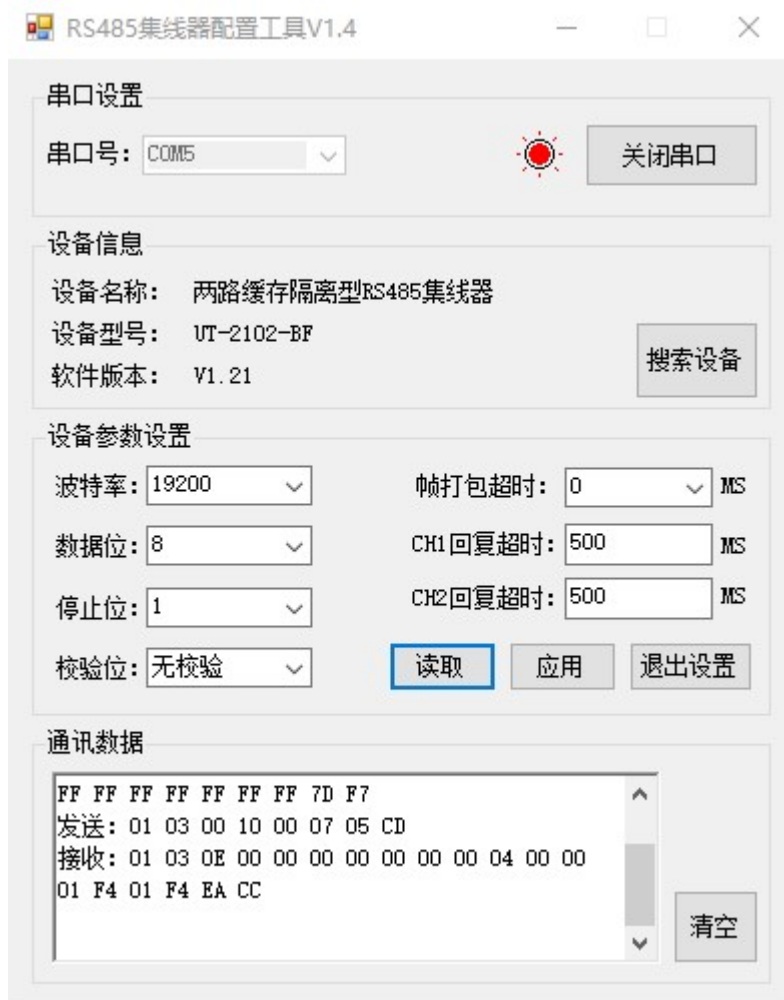 RS485集线器配置工具V1.4
串口设置
串口号: COM5
关闭串口
设备信息
设备名称: 两路缓存隔离型RS485集线器
设备型号: UT-2102-BF
软件版本: V1.21
搜索设备
设备参数设置
波特率: 19200 帧打包超时: 0 MS
数据位: 8 CH1回复超时: 500 MS
停止位: 1 CH2回复超时: 500 MS
校验位: 无校验 读取 应用 退出设置
通讯数据
FF FF FF FF FF FF FF 7D F7
发送: 01 03 00 10 00 07 05 CD
接收: 01 03 0E 00 00 00 00 00 00 00 04 00 00
01 F4 01 F4 EA CC
清空